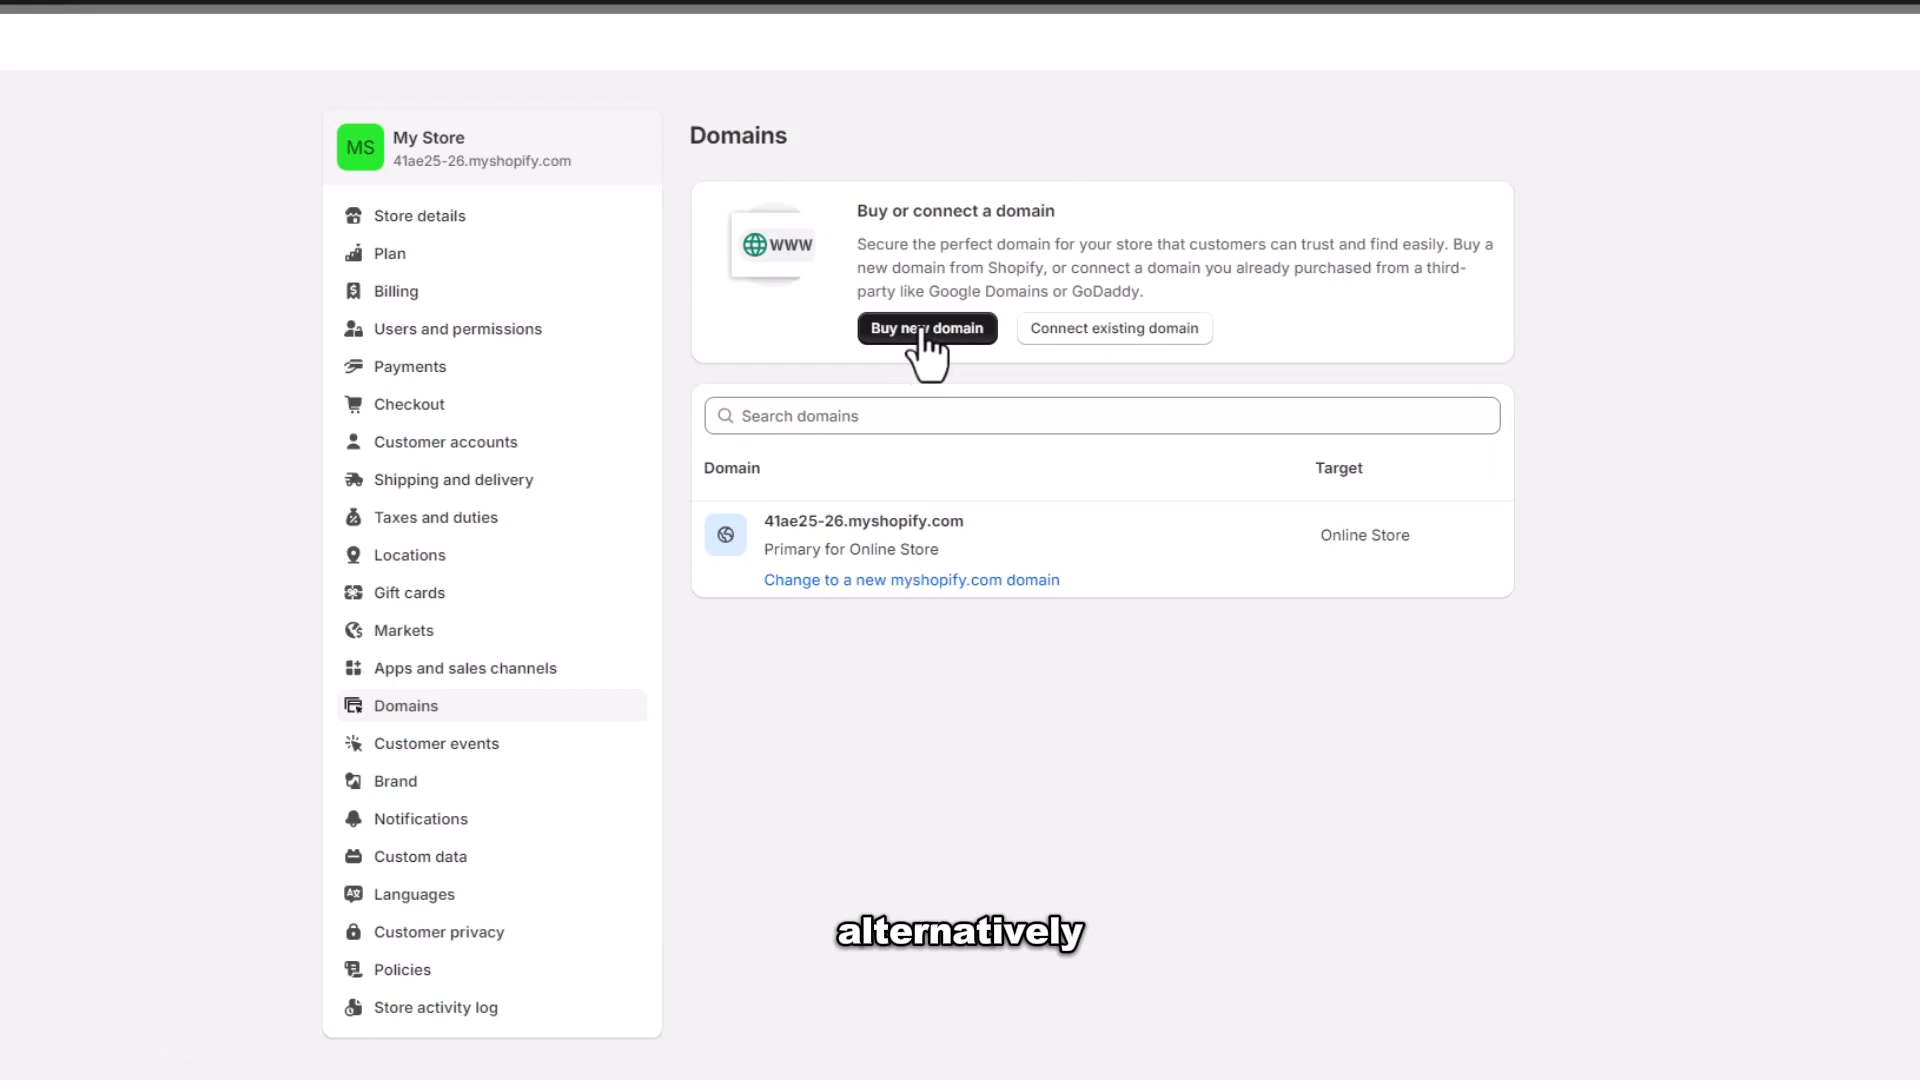 MS
My Store
41ae25-26.myshopify.com
Store details
Plan
Billing
Users and permissions
Payments
Checkout
Customer accounts
Shipping and delivery
Taxes and duties
Locations
Gift cards
Markets
Apps and sales channels
Domains
Customer events
Brand
Notifications
Custom data
Languages
Customer privacy
Policies
Store activity log
Domains
WWW
Buy or connect a domain
Secure the perfect domain for your store that customers can trust and find easily. Buy a
new domain from Shopify, or connect a domain you already purchased from a third-
party like Google Domains or GoDaddy.
Buy new domain
Connect existing domain
Search domains
Domain
Target
41ae25-26.myshopify.com
Primary for Online Store
Online Store
Change to a new myshopify.com domain
alternatively